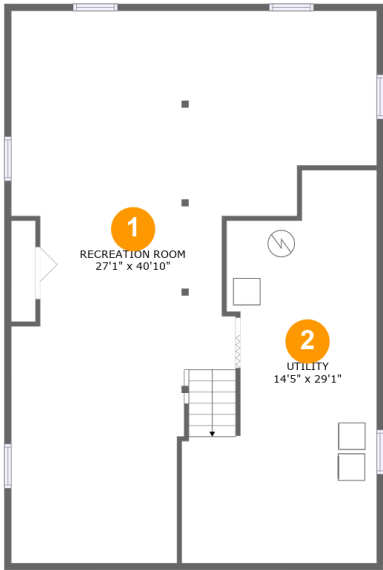 1
RECREATION ROOM
27'1" x 40'10"
2
UTILITY
14'5" x 29'1"